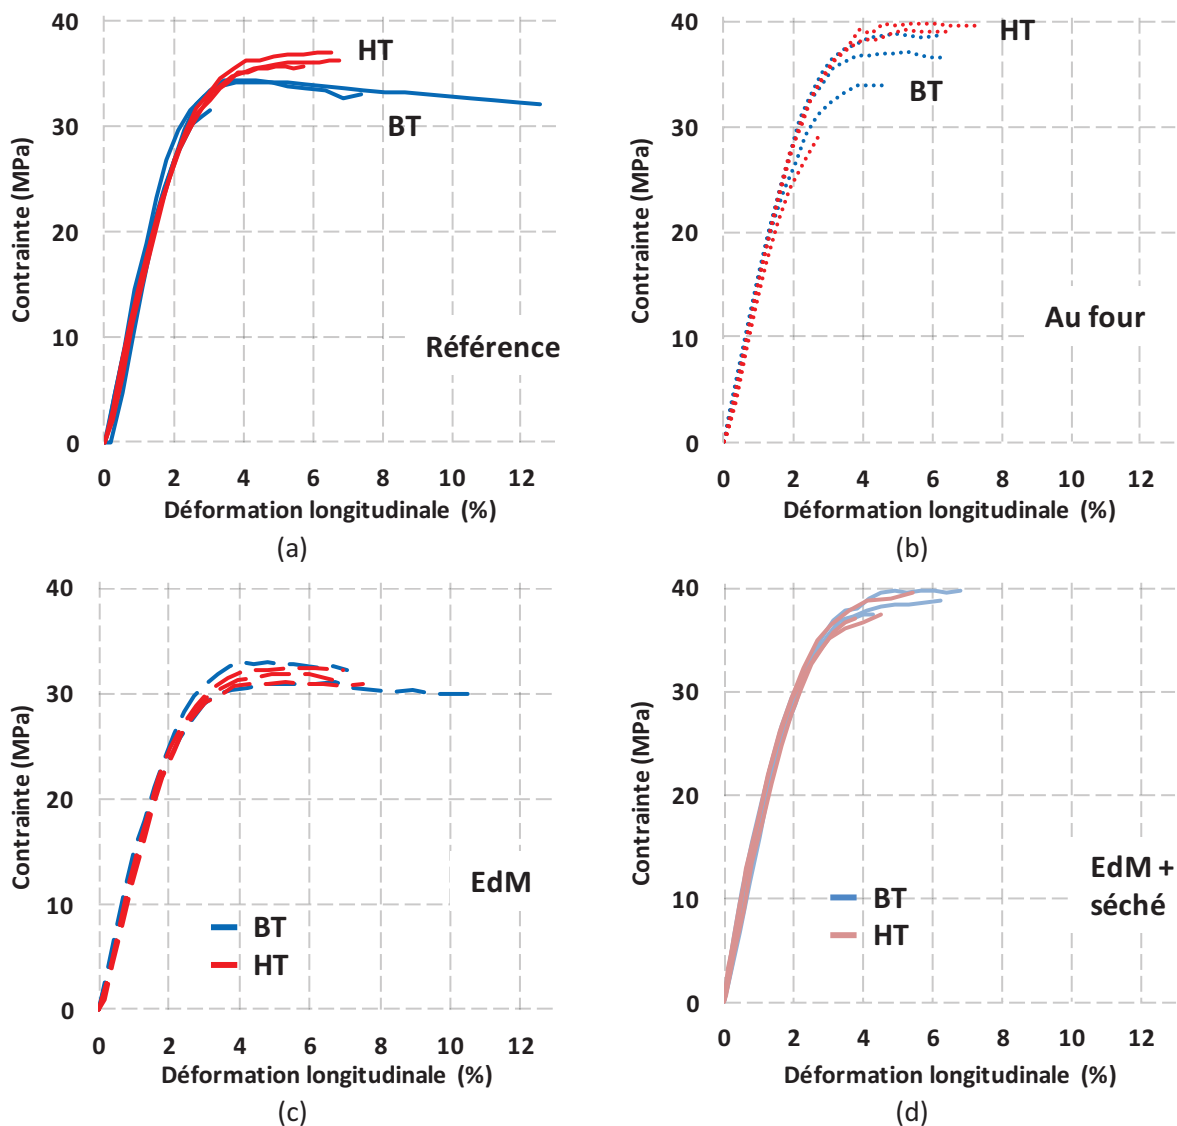 40
30
20
10
0
Contrainte (MPa)
HT
BT
Référence
0 2 4 6 8 10 12
Déformation longitudinale (%)
(a)
40
30
20
10
0
Contrainte (MPa)
HT
BT
Au four
0 2 4 6 8 10 12
Déformation longitudinale (%)
(b)
40
30
20
10
0
Contrainte (MPa)
EdM
BT
HT
0 2 4 6 8 10 12
Déformation longitudinale (%)
(c)
40
30
20
10
0
Contrainte (MPa)
EdM +
séché
BT
HT
0 2 4 6 8 10 12
Déformation longitudinale (%)
(d)